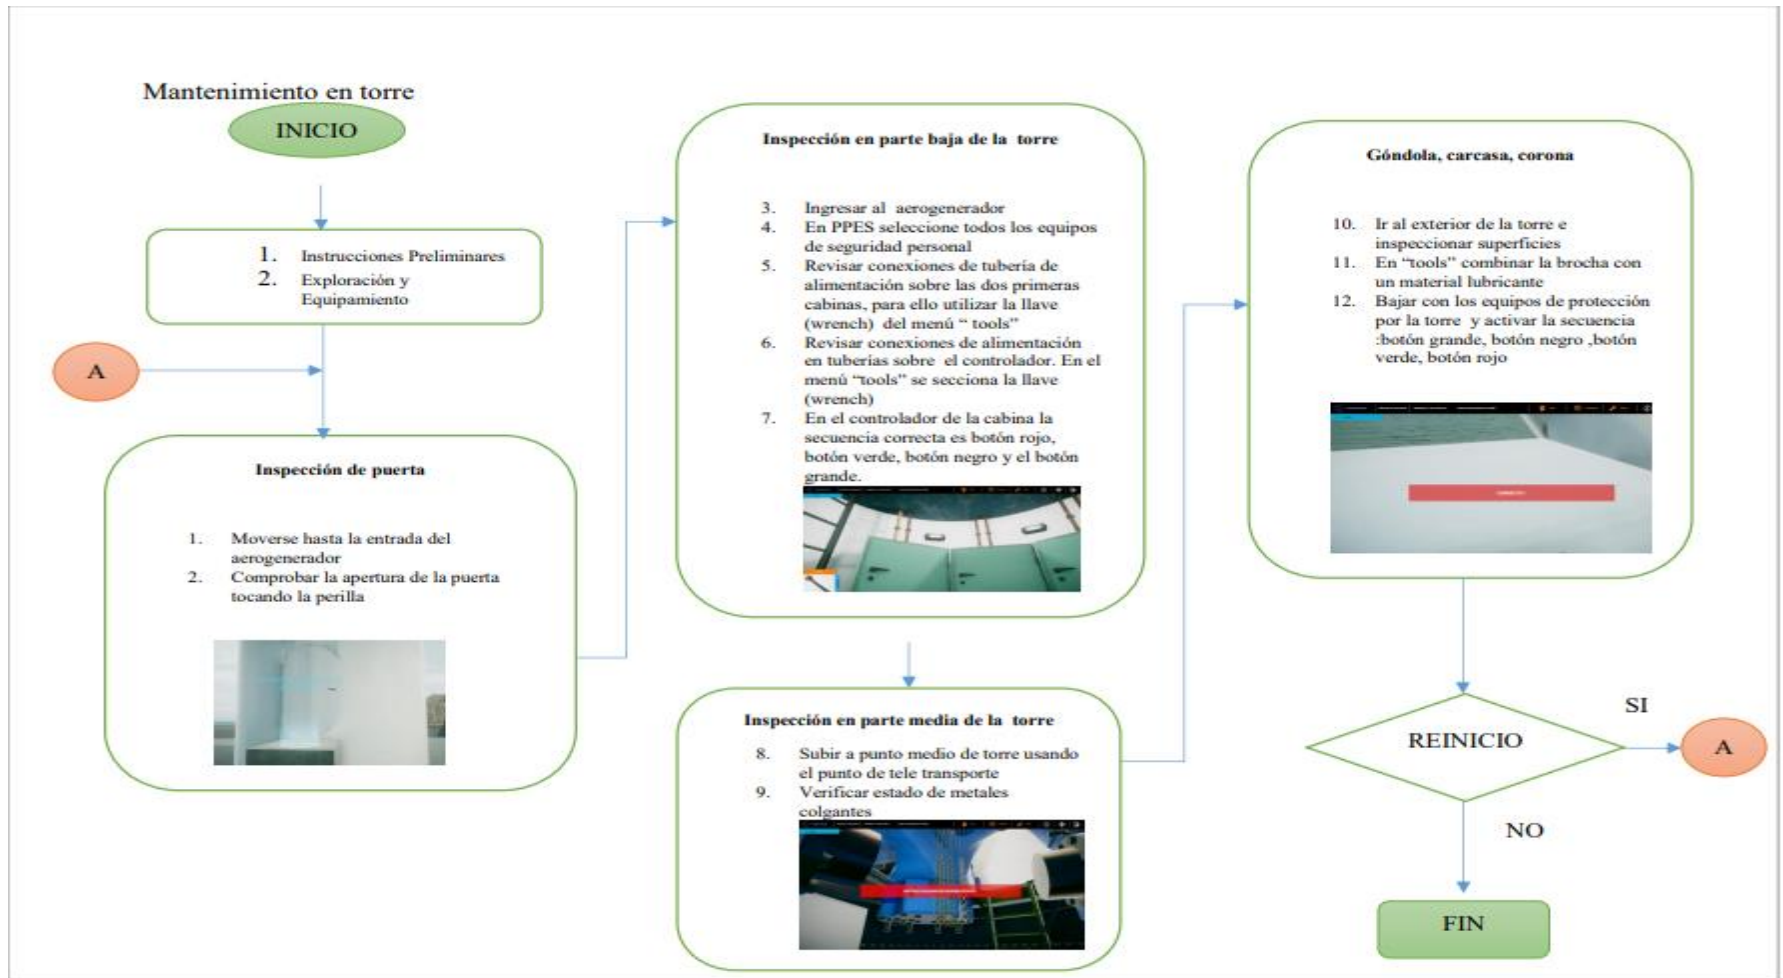 Mantenimiento en torre
INICIO
1. Instrucciones Preliminares
2. Exploración y
Equipamiento
A
Inspección de puerta
1. Moverse hasta la entrada del
aerogenerador
2. Comprobar la apertura de la puerta
tocando la perilla
Inspección en parte baja de la torre
3. Ingresar al aerogenerador
4. En PPES seleccione todos los equipos
de seguridad personal
5. Revisar conexiones de tubería de
alimentación sobre las dos primeras
cabinas, para ello utilizar la llave
(wrench) del menú “ tools”
6. Revisar conexiones de alimentación
en tuberías sobre el controlador. En el
menú “tools” se secciona la llave
(wrench)
7. En el controlador de la cabina la
secuencia correcta es botón rojo,
botón verde, botón negro y el botón
grande.
Inspección en parte media de la torre
8. Subir a punto medio de torre usando
el punto de tele transporte
9. Verificar estado de metales
colgantes
Góndola, carcasa, corona
10. Ir al exterior de la torre e
inspeccionar superficies
11. En “tools” combinar la brocha con
un material lubricante
12. Bajar con los equipos de protección
por la torre y activar la secuencia
:botón grande, botón negro ,botón
verde, botón rojo
REINICIO
SI
A
NO
FIN